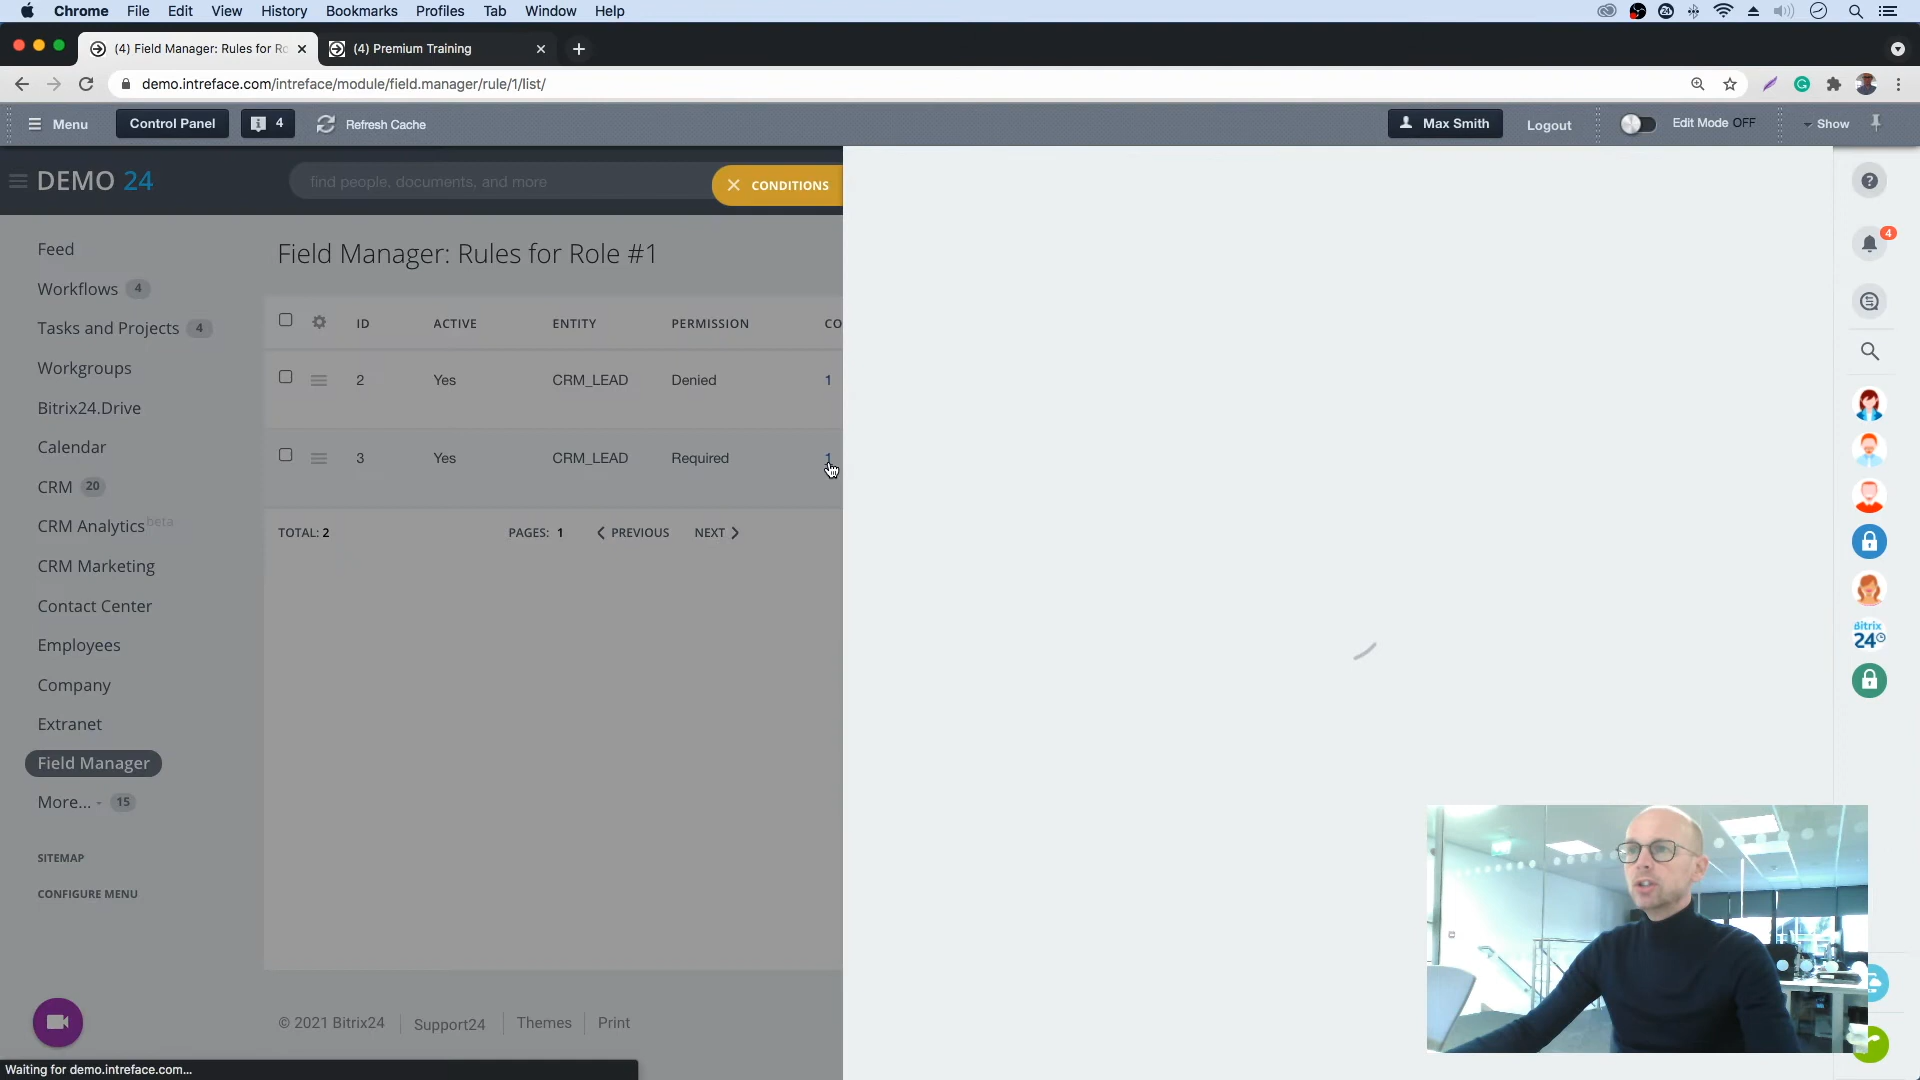 Chrome File Edit View History Bookmarks Profiles Tab Window Help
(4) Field Manager: Rules for Ro
(4) Premium Training
demo.intreface.com/intreface/module/field.manager/rule/1/list/
Menu
Control Panel
4
Refresh Cache
Max Smith
Logout
Edit Mode OFF
Show
DEMO 24
find people, documents, and more
CONDITIONS
4
Feed
Workflows 4
Tasks and Projects 4
Workgroups
Bitrix24.Drive
Calendar
CRM 20
CRM Analytics beta
CRM Marketing
Contact Center
Employees
Company
Extranet
Field Manager
More... 15
SITEMAP
CONFIGURE MENU
Field Manager: Rules for Role #1
ID ACTIVE ENTITY PERMISSION CO
2 Yes CRM_LEAD Denied 1
3 Yes CRM_LEAD Required 1
TOTAL: 2 PAGES: 1 PREVIOUS NEXT
Bitrix
24
© 2021 Bitrix24 Support24 Themes Print
Waiting for demo.intreface.com...